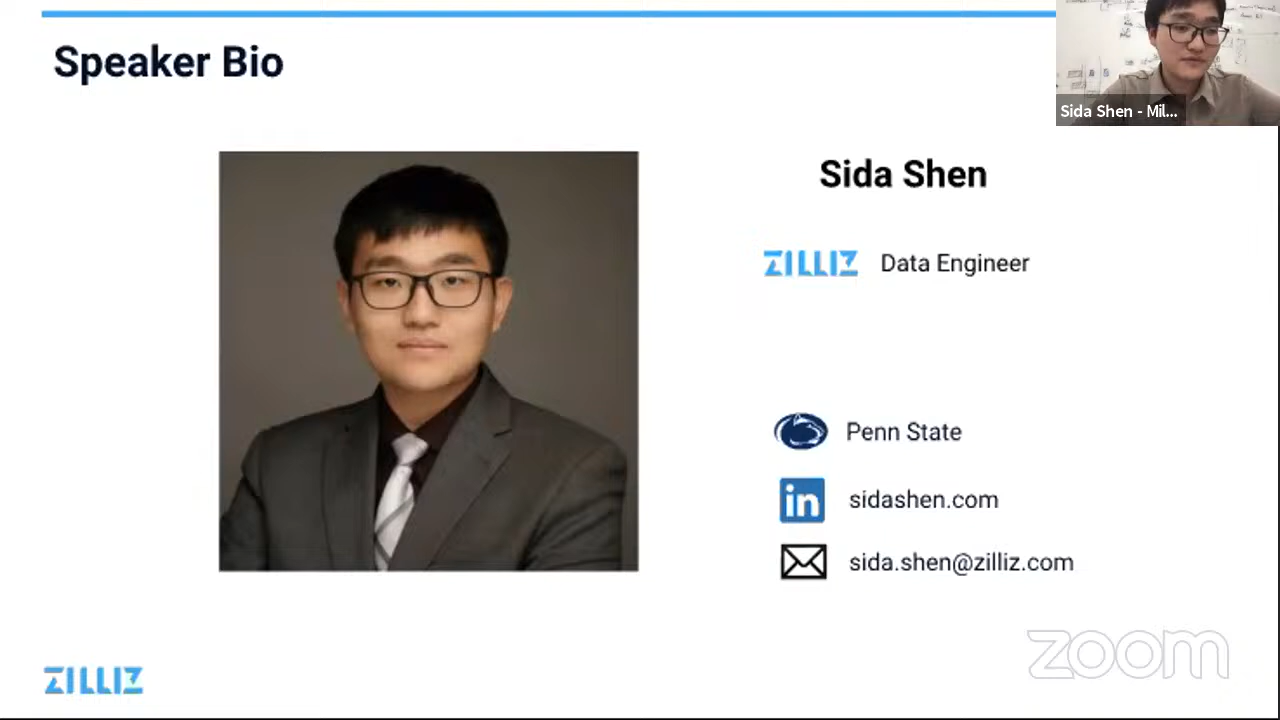 Speaker Bio
Sida Shen - Mil...
Sida Shen
ZILLIZ Data Engineer
Penn State
in sidashen.com
sida.shen@zilliz.com
zoom
ZILLIZ